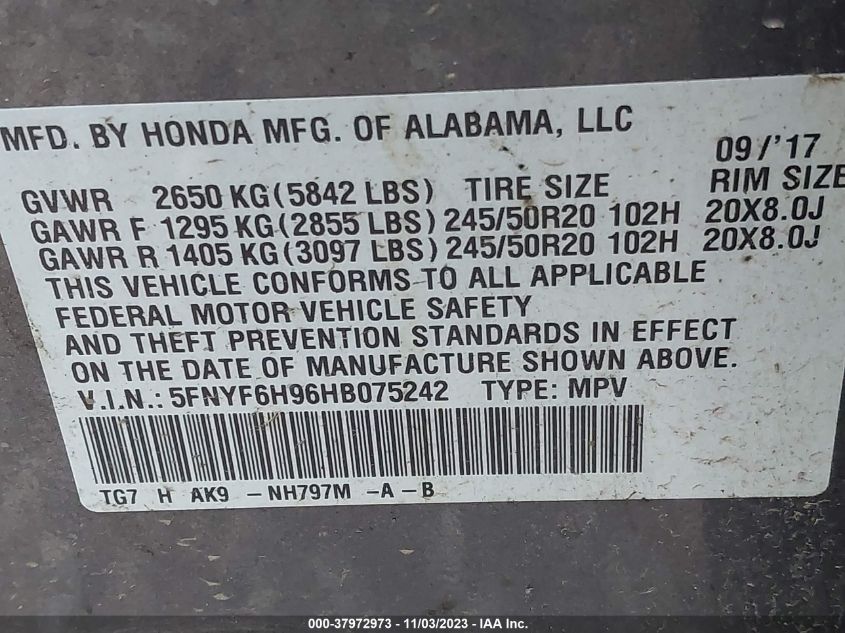 MFD. BY HONDA MFG. OF ALABAMA, LLC
09/'17
GVWR 2650 KG(5842 LBS) TIRE SIZE RIM SIZE
GAWR F 1295 KG(2855 LBS) 245/50R20 102H 20X8.0J
GAWR R 1405 KG(3097 LBS) 245/50R20 102H 20X8.0J
THIS VEHICLE CONFORMS TO ALL APPLICABLE
FEDERAL MOTOR VEHICLE SAFETY
AND THEFT PREVENTION STANDARDS IN EFFECT
ON THE DATE OF MANUFACTURE SHOWN ABOVE.
V.I.N.: 5FNYF6H96HB075242 TYPE: MPV
TG7 H AK9 -NH797M -A-B
000-37972973 - 11/03/2023 - IAA Inc.